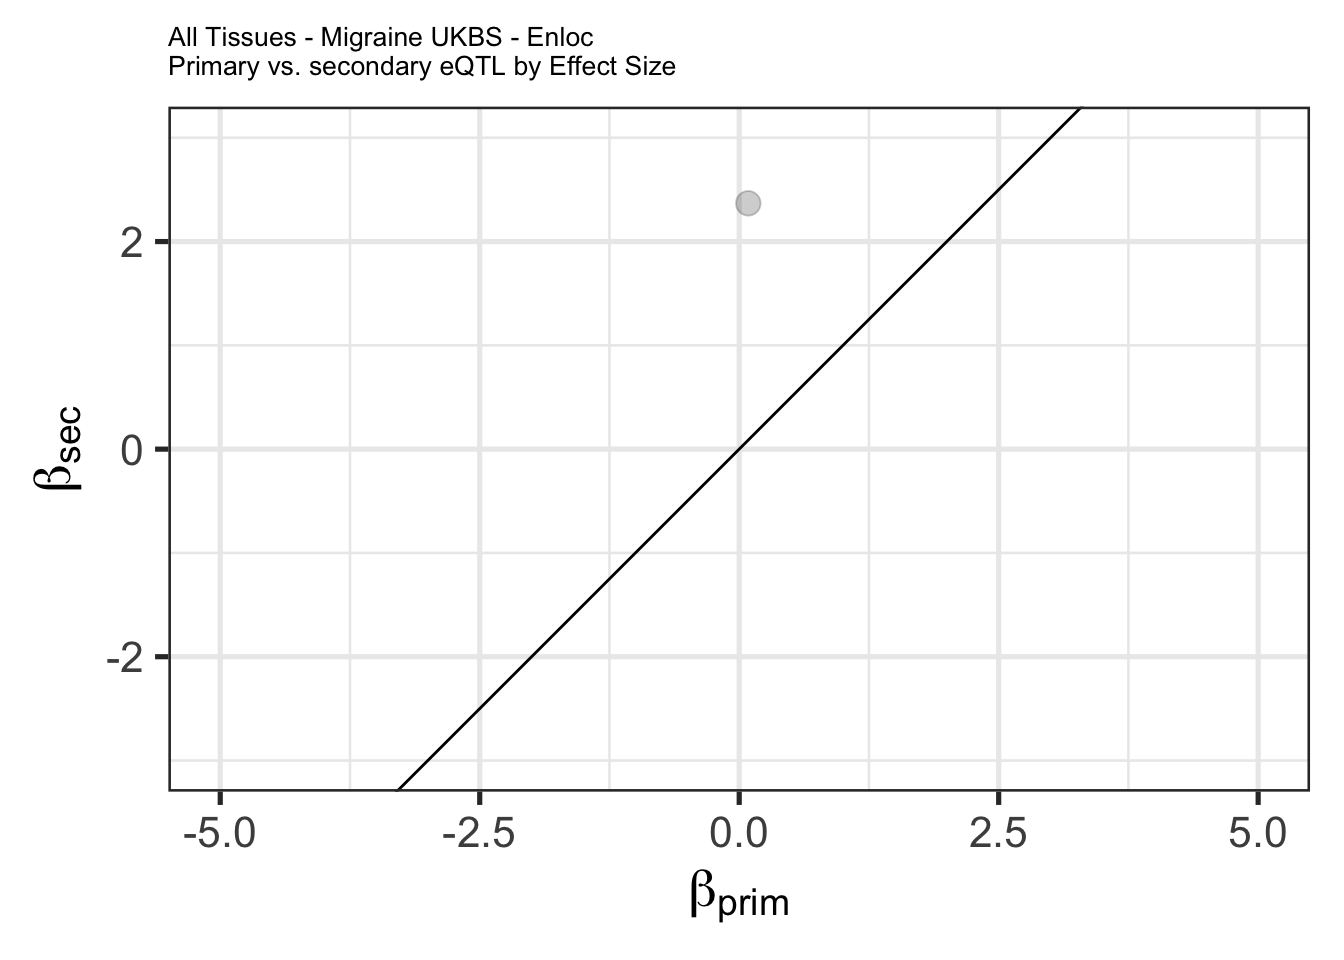 All Tissues - Migraine UKBS - Enloc
Primary vs. secondary eQTL by Effect Size
2
0
-2
βsec
-5.0 -2.5 0.0 2.5 5.0
βprim